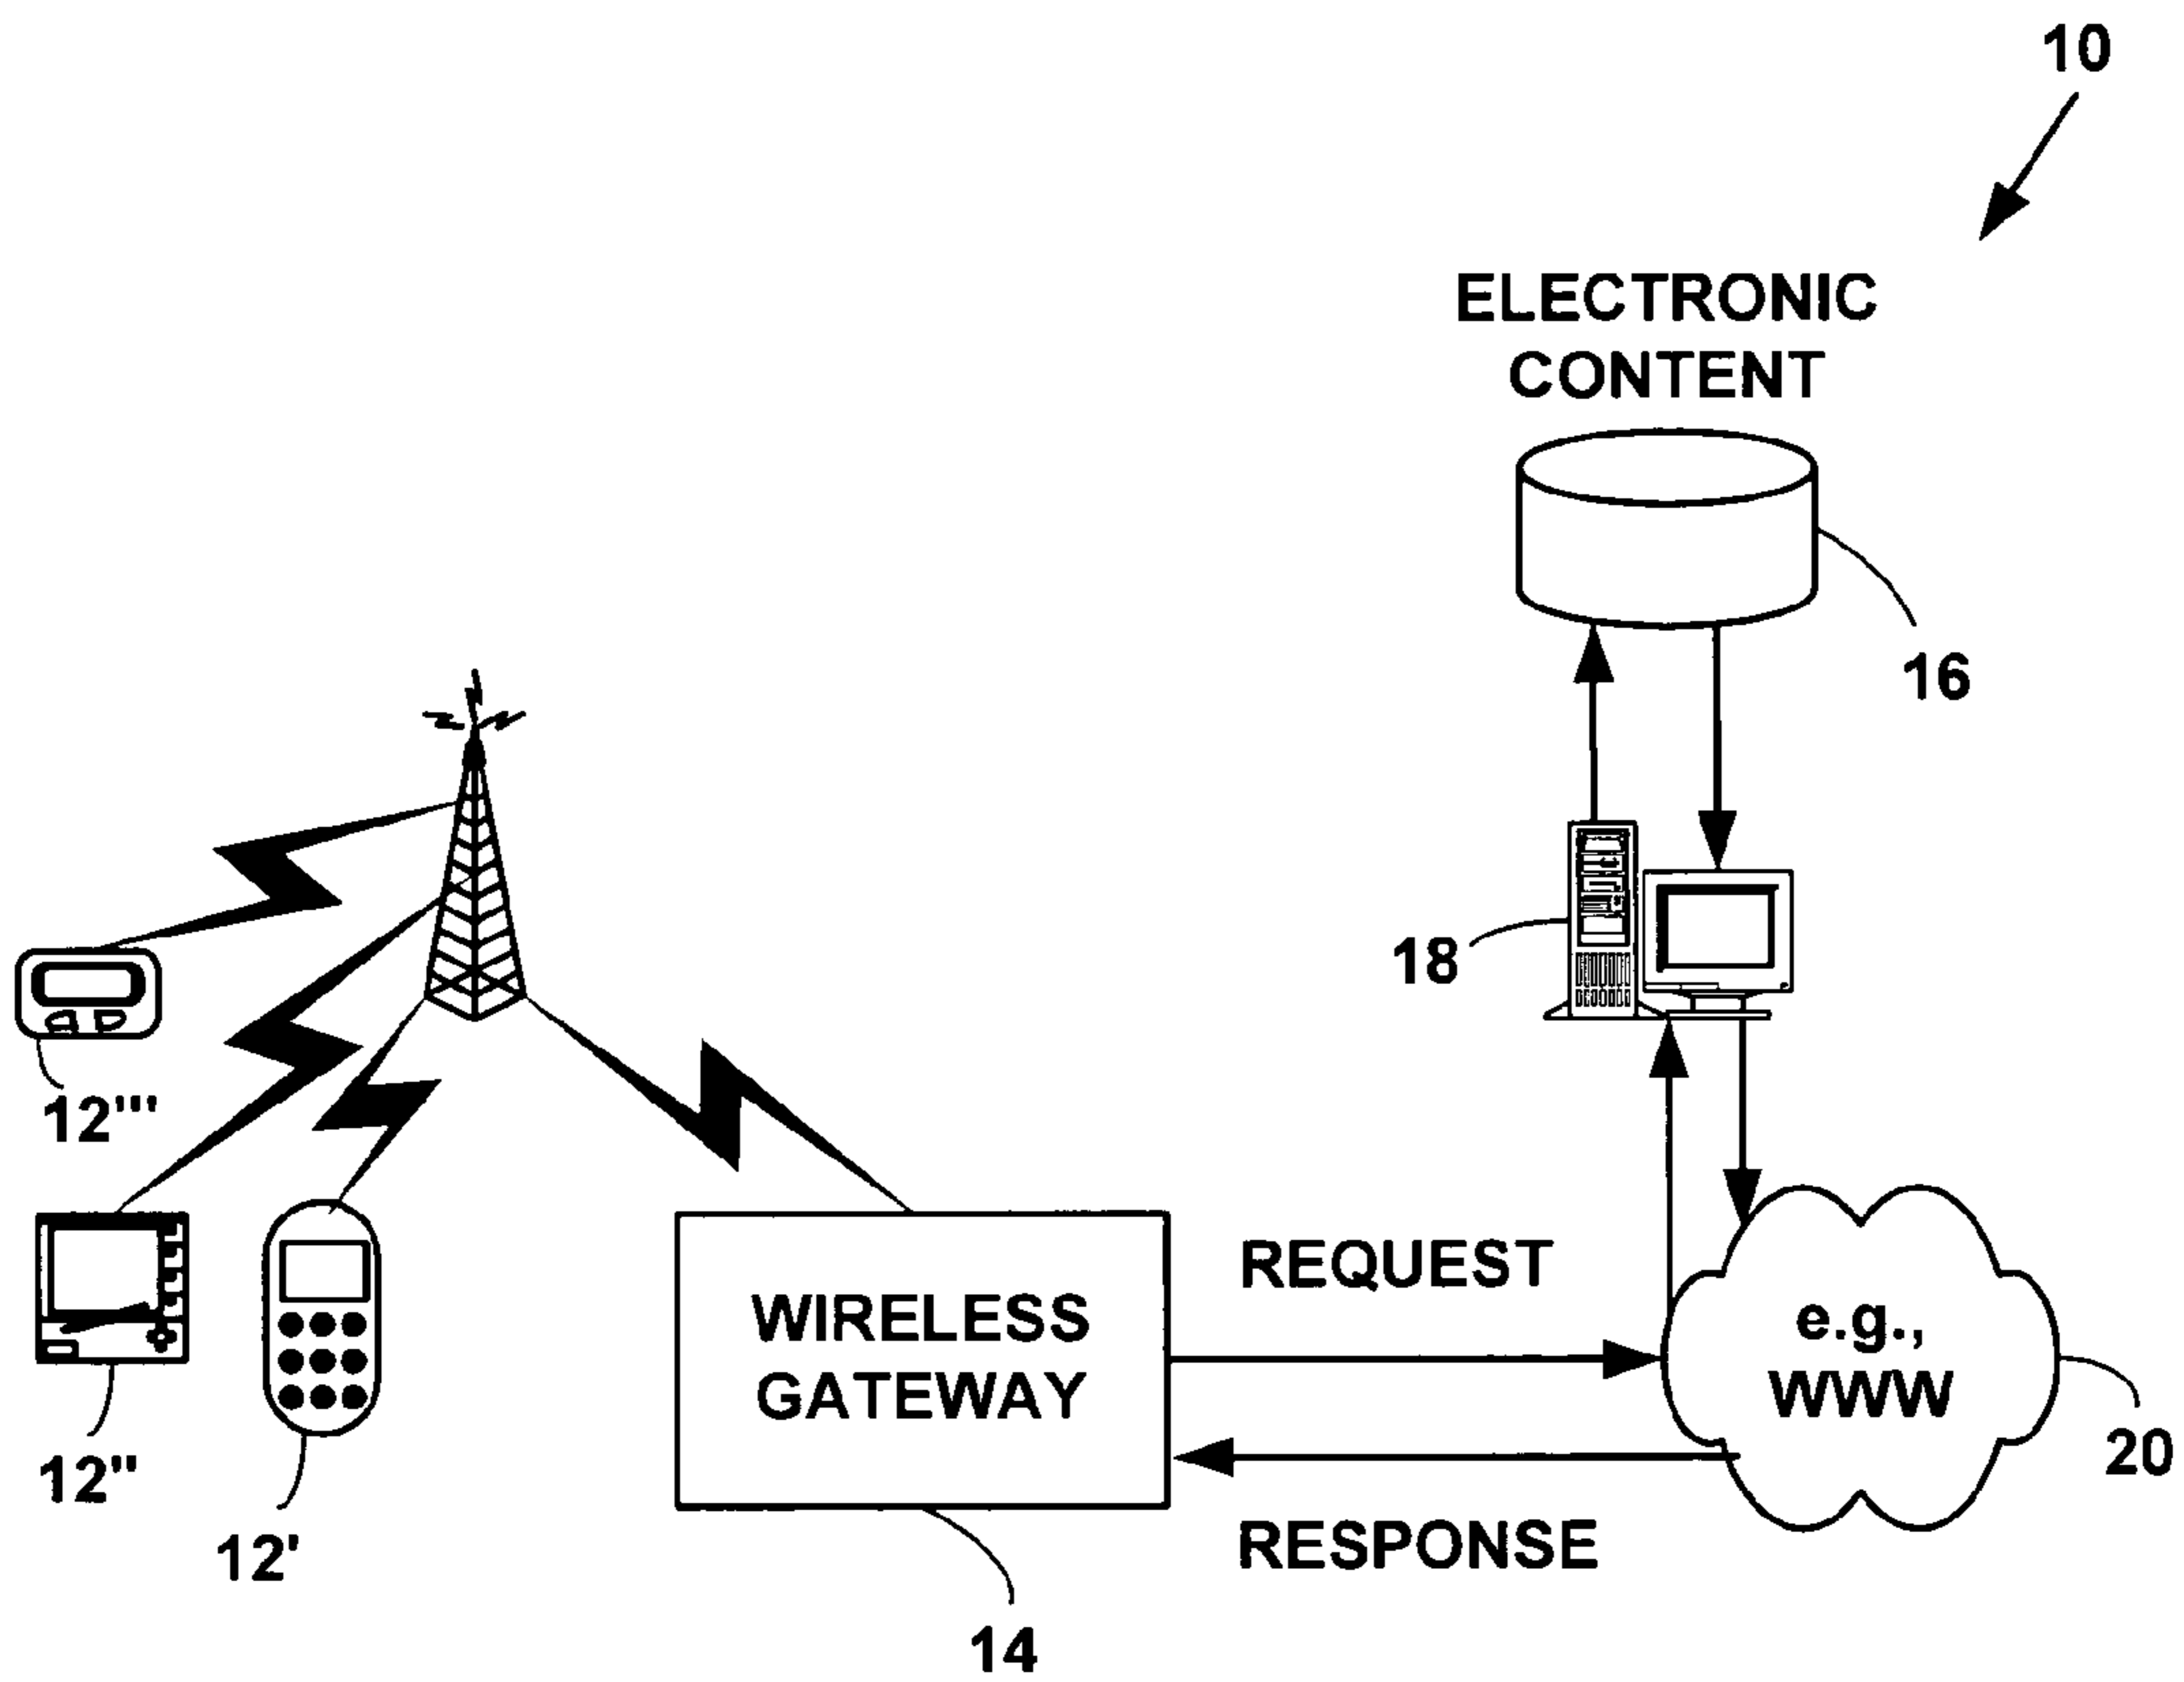 10
ELECTRONIC
CONTENT
16
18
12'''
12''
12'
WIRELESS
GATEWAY
14
REQUEST
RESPONSE
e.g.,
WWW
20